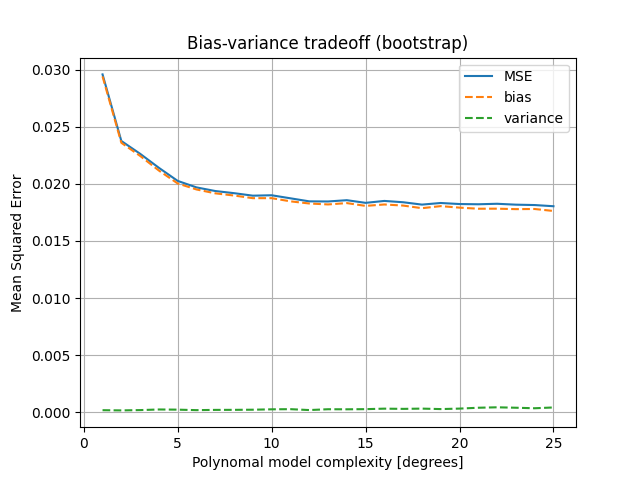 Bias-variance tradeoff (bootstrap)
0.030
0.025
0.020
0.015
0.010
0.005
0.000
Mean Squared Error
MSE
bias
variance
0 5 10 15 20 25
Polynomal model complexity [degrees]